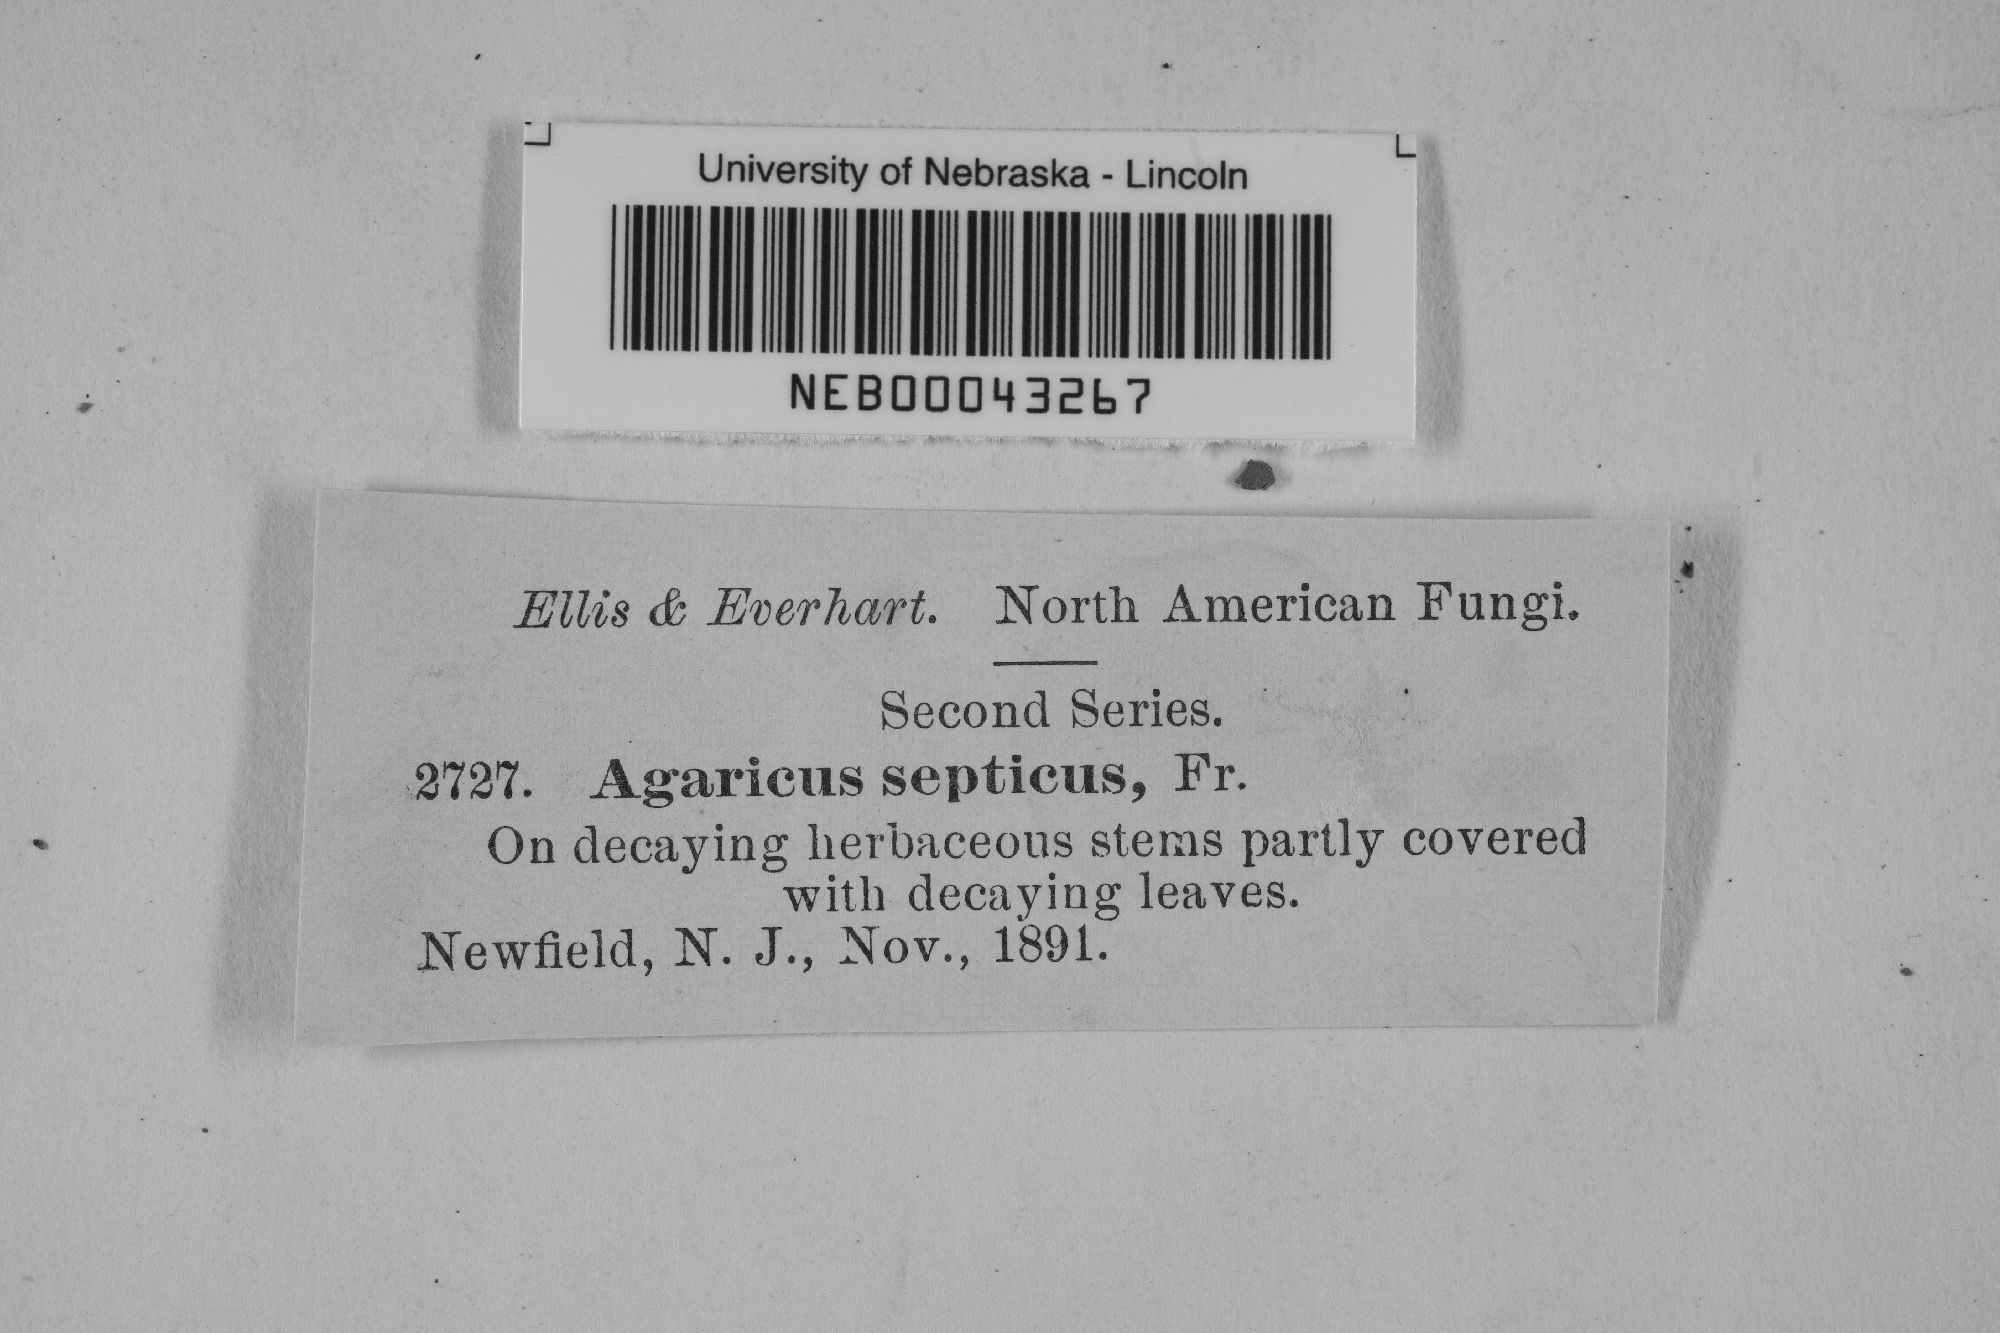 University of Nebraska - Lincoln
NEB00043267
Ellis & Everhart. North American Fungi.
Second Series.
2727. Agaricus septicus, Fr.
On decaying herbaceous stems partly covered
with decaying leaves.
Newfield, N. J., Nov., 1891.